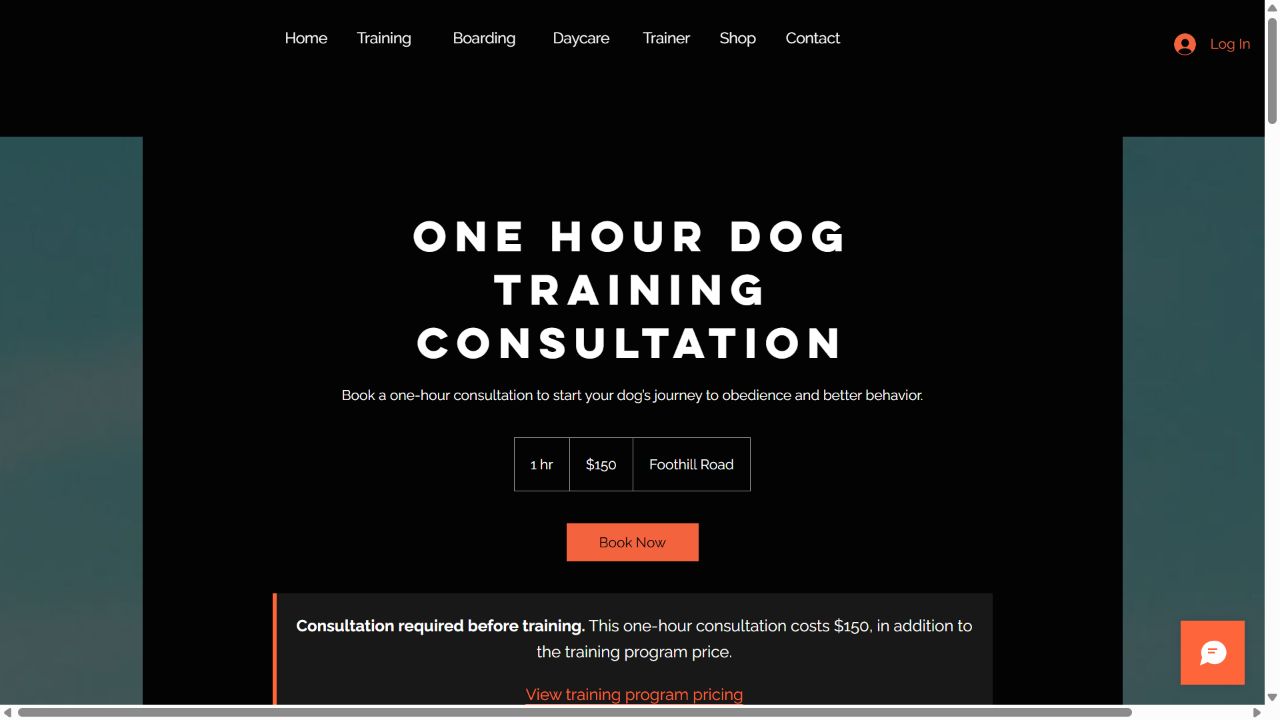 Home Training Boarding Daycare Trainer Shop Contact
Log In
ONE HOUR DOG
TRAINING
CONSULTATION
Book a one-hour consultation to start your dog's journey to obedience and better behavior.
1 hr $150 Foothill Road
Book Now
Consultation required before training. This one-hour consultation costs $150, in addition to
the training program price.
View training program pricing